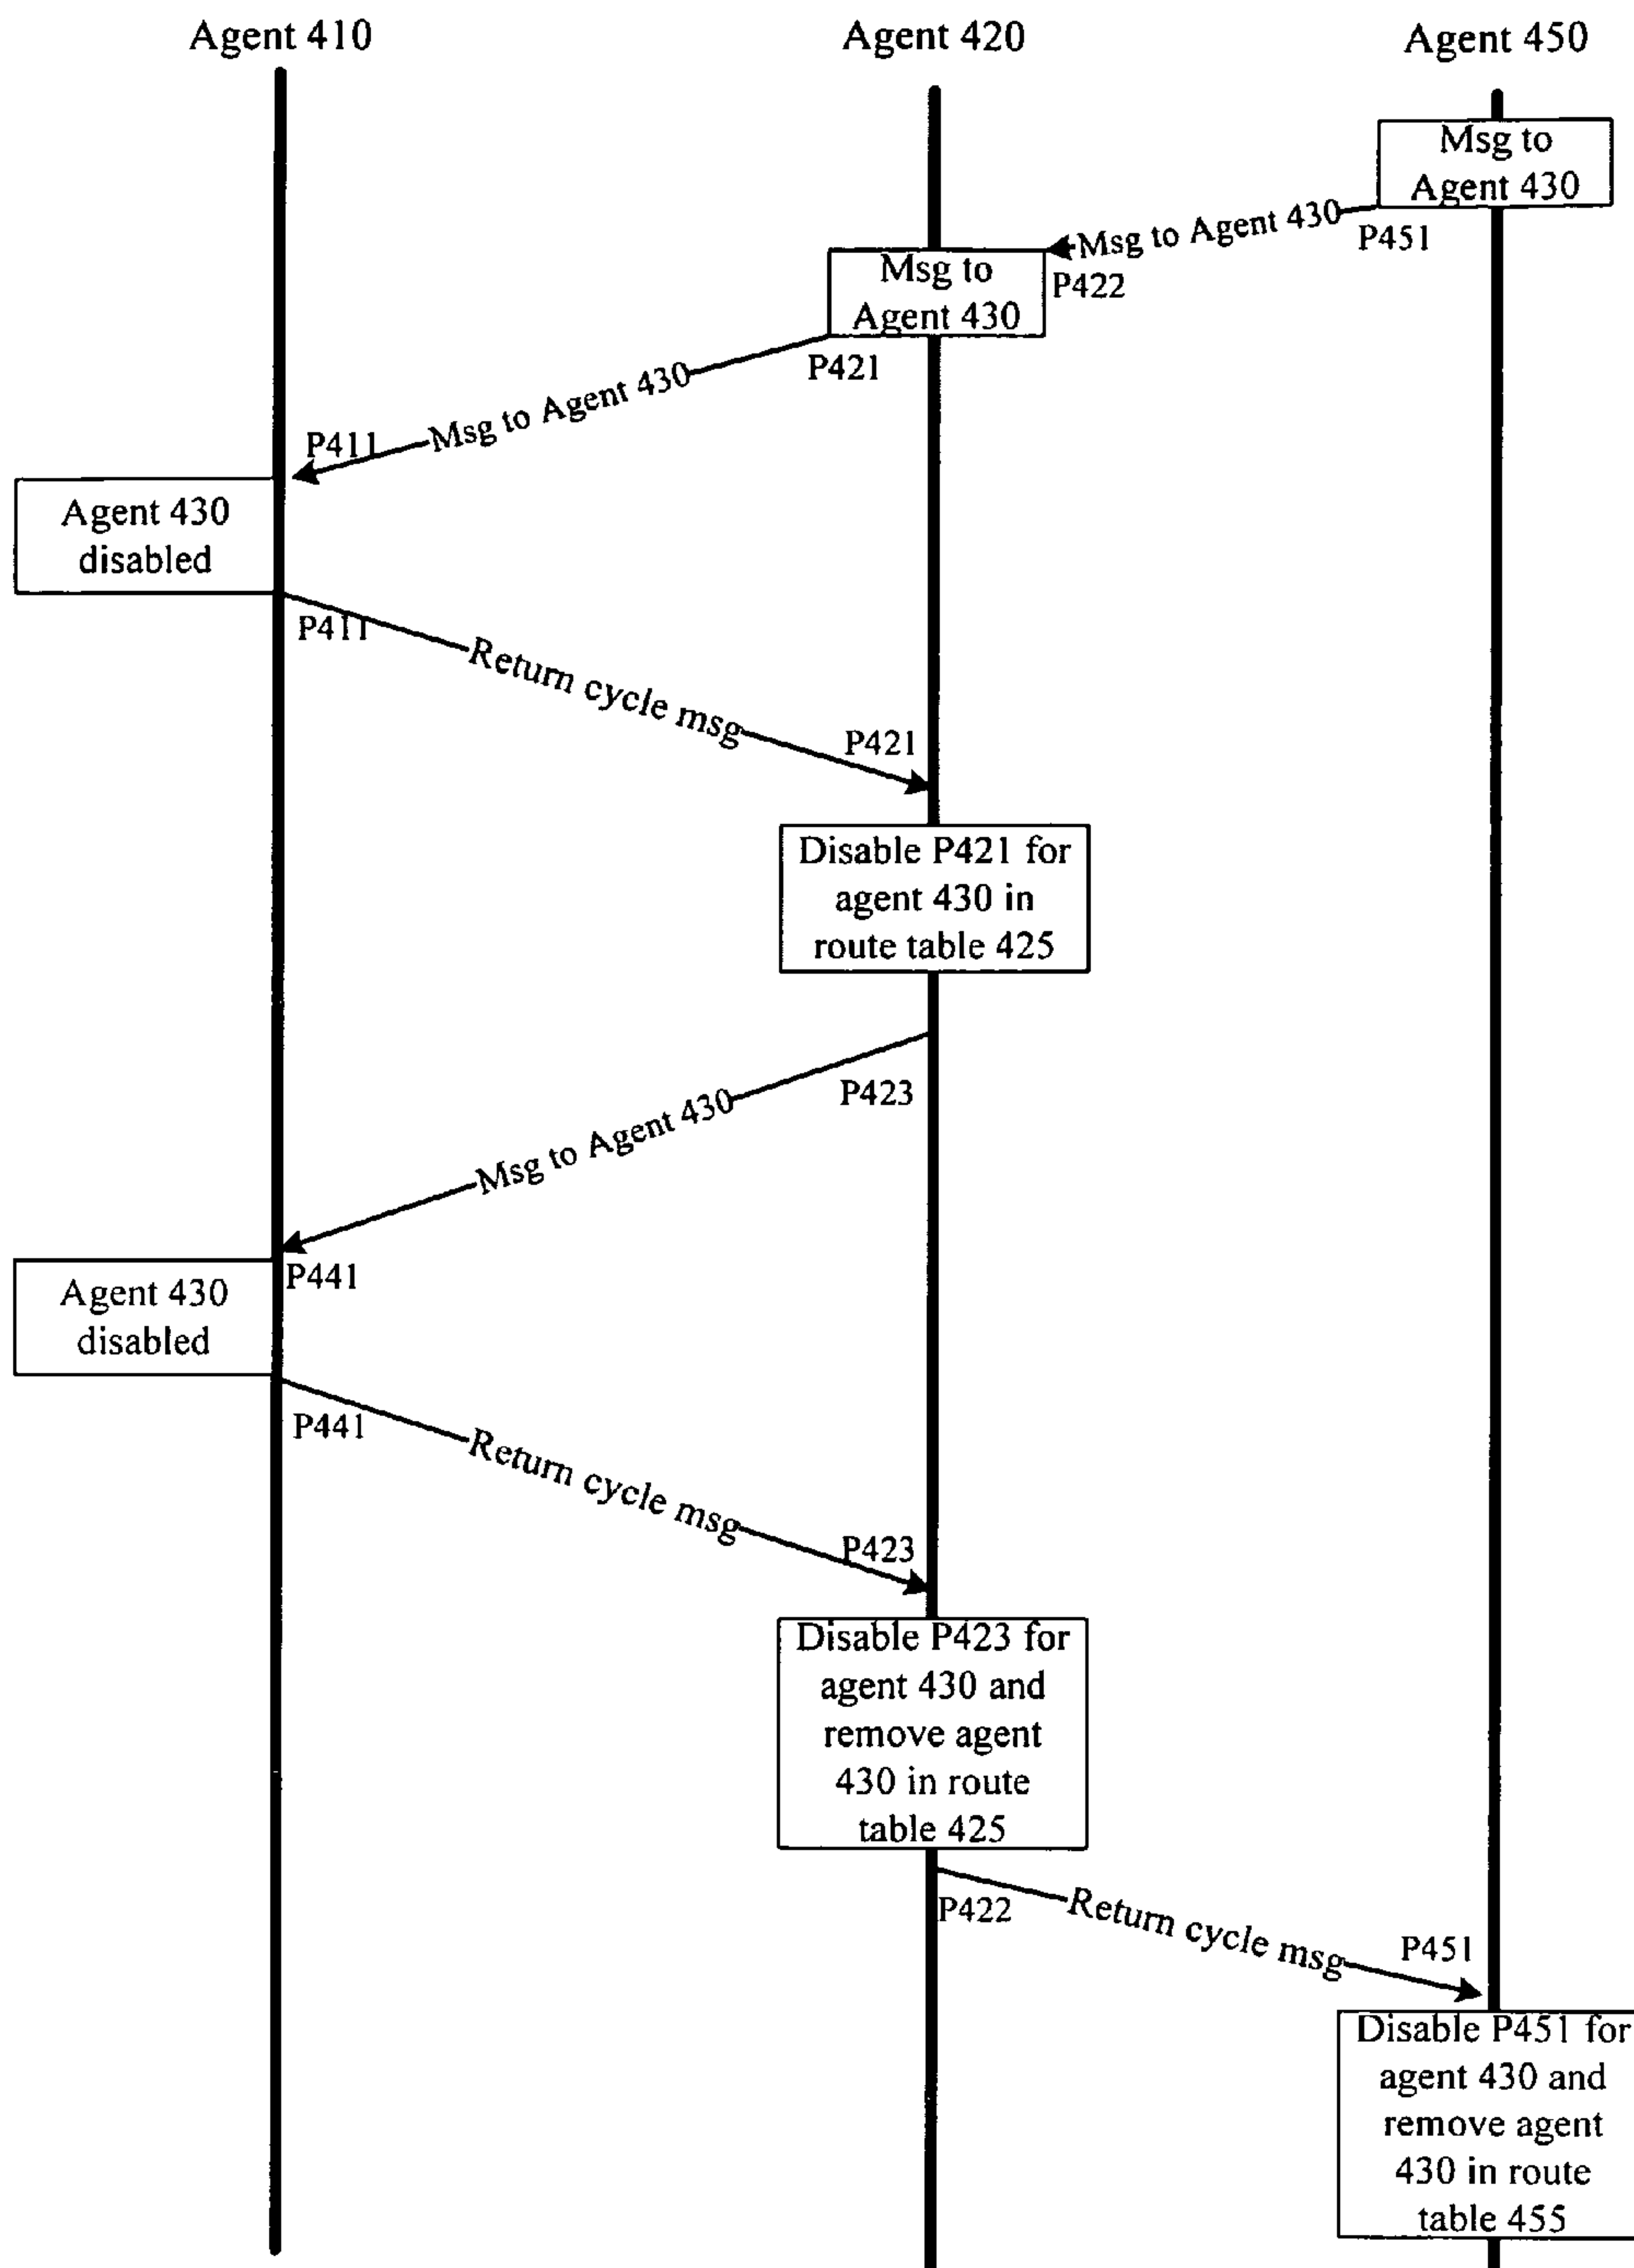 Agent 410
Agent 420
Agent 450
Msg to
Agent 430
Msg to Agent 430
P451
P422
Msg to
Agent 430
P421
Msg to Agent 430
P411
Agent 430
disabled
P411
Return cycle msg
P421
Disable P421 for
agent 430 in
route table 425
P423
Msg to Agent 430
P441
Agent 430
disabled
P441
Return cycle msg
P423
Disable P423 for
agent 430 and
remove agent
430 in route
table 425
P422
Return cycle msg
P451
Disable P451 for
agent 430 and
remove agent
430 in route
table 455